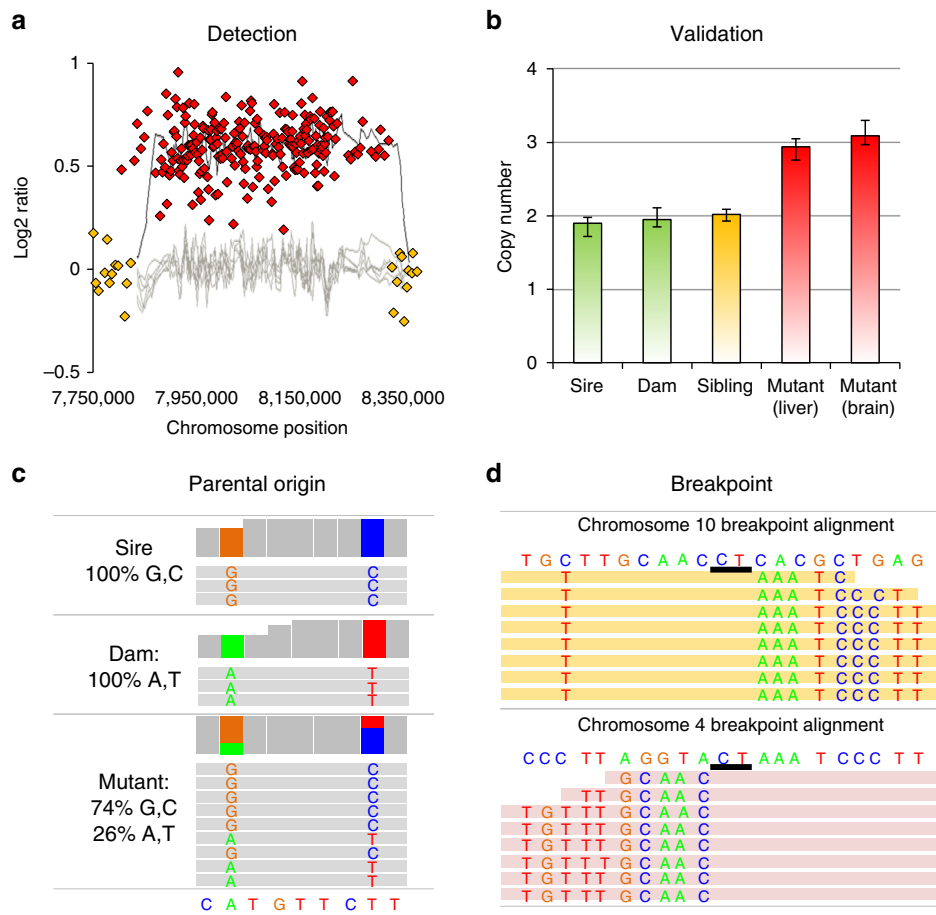 a
Detection
1
0.5
0
−0.5
Log2 ratio
7,750,000 7,950,000 8,150,000 8,350,000
Chromosome position
b
Validation
4
3
2
1
0
Copy number
Sire Dam Sibling Mutant (liver) Mutant (brain)
c
Parental origin
Sire
100% G,C
G C
G C
G C
Dam:
100% A,T
A T
A T
A T
Mutant:
74% G,C
26% A,T
G C
G C
G C
G C
G C
A T
G C
A T
A T
C A T G T T C T T
d
Breakpoint
Chromosome 10 breakpoint alignment
T G C T T G C A A C C T C A C G C T G A G
T A A A T C
T A A A T C C C T
T A A A T C C C T T
T A A A T C C C T T
T A A A T C C C T T
T A A A T C C C T T
T A A A T C C C T T
T A A A T C C C T T
Chromosome 4 breakpoint alignment
C C C T T A G G T A C T A A A T C C C T T
G C A A C
T T G C A A C
T G T T T G C A A C
T G T T T G C A A C
T G T T T G C A A C
T G T T T G C A A C
T G T T T G C A A C
T G T T T G C A A C